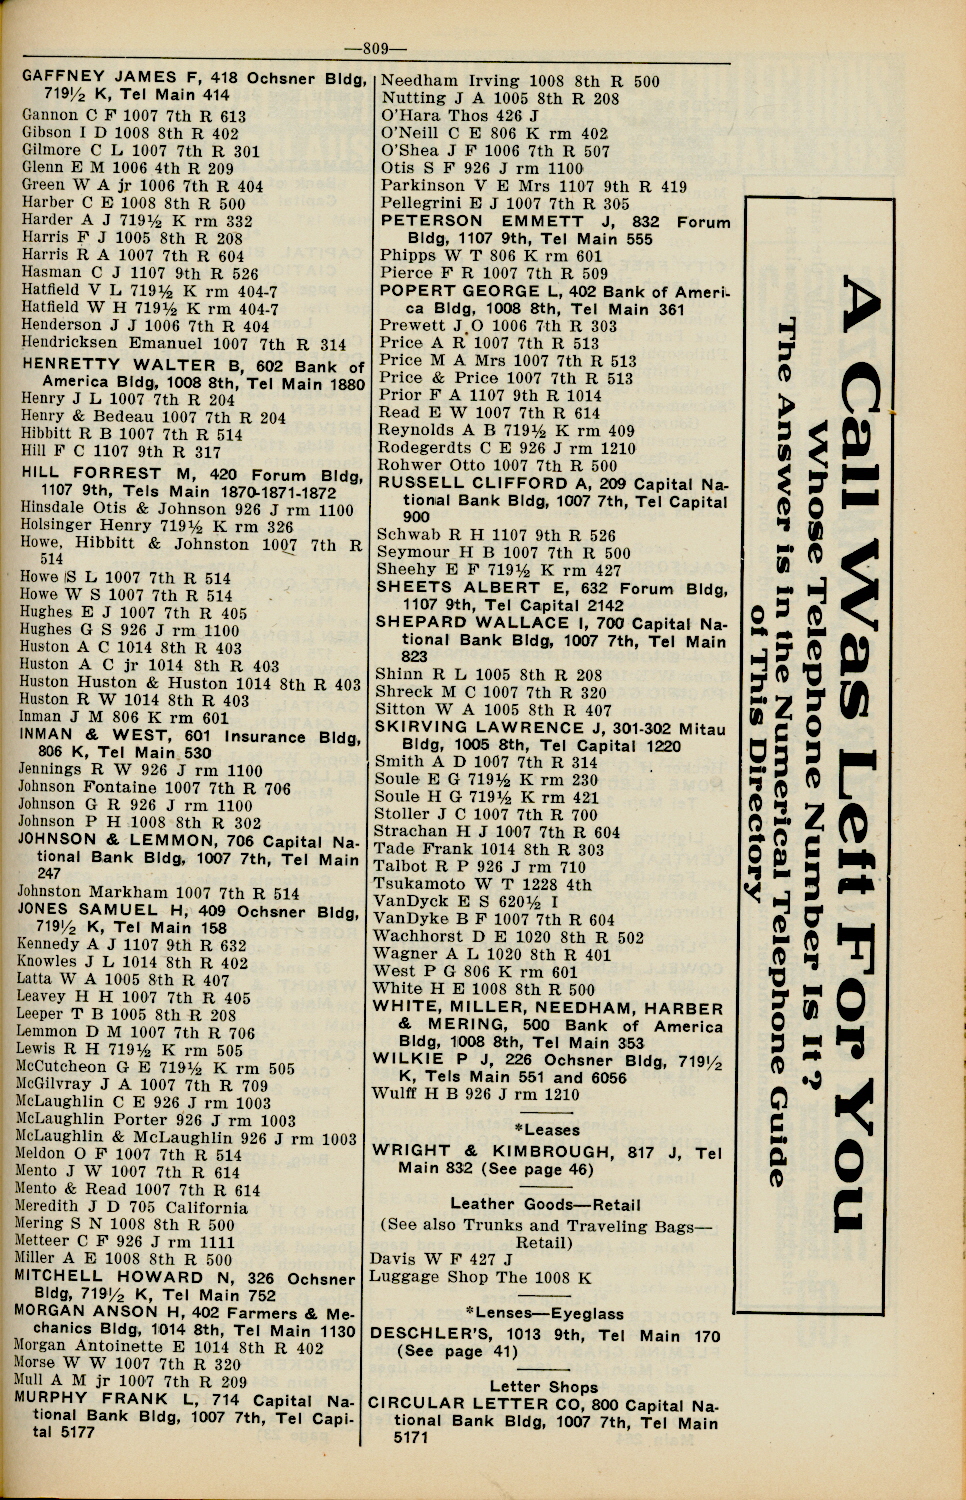 —809—
GAFFNEY JAMES F, 418 Ochsner Bldg,
719½ K, Tel Main 414
Gannon C F 1007 7th R 613
Gibson I D 1008 8th R 402
Gilmore C L 1007 7th R 301
Glenn E M 1006 4th R 209
Green W A jr 1006 7th R 404
Harber C E 1008 8th R 500
Harder A J 719½ K rm 332
Harris F J 1005 8th R 208
Harris R A 1007 7th R 604
Hasman C J 1107 9th R 526
Hatfield V L 719½ K rm 404-7
Hatfield W H 719½ K rm 404-7
Henderson J J 1006 7th R 404
Hendricksen Emanuel 1007 7th R 314
HENRETTY WALTER B, 602 Bank of
America Bldg, 1008 8th, Tel Main 1880
Henry J L 1007 7th R 204
Henry & Bedeau 1007 7th R 204
Hibbitt R B 1007 7th R 514
Hill F C 1107 9th R 317
HILL FORREST M, 420 Forum Bldg,
1107 9th, Tels Main 1870-1871-1872
Hinsdale Otis & Johnson 926 J rm 1100
Holsinger Henry 719½ K rm 326
Howe, Hibbitt & Johnston 1007 7th R
514
Howe S L 1007 7th R 514
Howe W S 1007 7th R 514
Hughes E J 1007 7th R 405
Hughes G S 926 J rm 1100
Huston A C 1014 8th R 403
Huston A C jr 1014 8th R 403
Huston Huston & Huston 1014 8th R 403
Huston R W 1014 8th R 403
Inman J M 806 K rm 601
INMAN & WEST, 601 Insurance Bldg,
806 K, Tel Main 530
Jennings R W 926 J rm 1100
Johnson Fontaine 1007 7th R 706
Johnson G R 926 J rm 1100
Johnson P H 1008 8th R 302
JOHNSON & LEMMON, 706 Capital Na-
tional Bank Bldg, 1007 7th, Tel Main
247
Johnston Markham 1007 7th R 514
JONES SAMUEL H, 409 Ochsner Bldg,
719½ K, Tel Main 158
Kennedy A J 1107 9th R 632
Knowles J L 1014 8th R 402
Latta W A 1005 8th R 407
Leavey H H 1007 7th R 405
Leeper T B 1005 8th R 208
Lemmon D M 1007 7th R 706
Lewis R H 719½ K rm 505
McCutcheon G E 719½ K rm 505
McGilvray J A 1007 7th R 709
McLaughlin C E 926 J rm 1003
McLaughlin Porter 926 J rm 1003
McLaughlin & McLaughlin 926 J rm 1003
Meldon O F 1007 7th R 514
Mento J W 1007 7th R 614
Mento & Read 1007 7th R 614
Meredith J D 705 California
Mering S N 1008 8th R 500
Metteer C F 926 J rm 1111
Miller A E 1008 8th R 500
MITCHELL HOWARD N, 326 Ochsner
Bldg, 719½ K, Tel Main 752
MORGAN ANSON H, 402 Farmers & Me-
chanics Bldg, 1014 8th, Tel Main 1130
Morgan Antoinette E 1014 8th R 402
Morse W W 1007 7th R 320
Mull A M jr 1007 7th R 209
MURPHY FRANK L, 714 Capital Na-
tional Bank Bldg, 1007 7th, Tel Capi-
tal 5177
Needham Irving 1008 8th R 500
Nutting J A 1005 8th R 208
O'Hara Thos 426 J
O'Neill C E 806 K rm 402
O'Shea J F 1006 7th R 507
Otis S F 926 J rm 1100
Parkinson V E Mrs 1107 9th R 419
Pellegrini E J 1007 7th R 305
PETERSON EMMETT J, 832 Forum
Bldg, 1107 9th, Tel Main 555
Phipps W T 806 K rm 601
Pierce F R 1007 7th R 509
POPERT GEORGE L, 402 Bank of Ameri-
ca Bldg, 1008 8th, Tel Main 361
Prewett J O 1006 7th R 303
Price A R 1007 7th R 513
Price M A Mrs 1007 7th R 513
Price & Price 1007 7th R 513
Prior F A 1107 9th R 1014
Read E W 1007 7th R 614
Reynolds A B 719½ K rm 409
Rodegerdts C E 926 J rm 1210
Rohwer Otto 1007 7th R 500
RUSSELL CLIFFORD A, 209 Capital Na-
tional Bank Bldg, 1007 7th, Tel Capital
900
Schwab R H 1107 9th R 526
Seymour H B 1007 7th R 500
Sheehy E F 719½ K rm 427
SHEETS ALBERT E, 632 Forum Bldg,
1107 9th, Tel Capital 2142
SHEPARD WALLACE I, 700 Capital Na-
tional Bank Bldg, 1007 7th, Tel Main
823
Shinn R L 1005 8th R 208
Shreck M C 1007 7th R 320
Sitton W A 1005 8th R 407
SKIRVING LAWRENCE J, 301-302 Mitau
Bldg, 1005 8th, Tel Capital 1220
Smith A D 1007 7th R 314
Soule E G 719½ K rm 230
Soule H G 719½ K rm 421
Stoller J C 1007 7th R 700
Strachan H J 1007 7th R 604
Tade Frank 1014 8th R 303
Talbot R P 926 J rm 710
Tsukamoto W T 1228 4th
VanDyck E S 620½ I
VanDyke B F 1007 7th R 604
Wachhorst D E 1020 8th R 502
Wagner A L 1020 8th R 401
West P G 806 K rm 601
White H E 1008 8th R 500
WHITE, MILLER, NEEDHAM, HARBER
& MERING, 500 Bank of America
Bldg, 1008 8th, Tel Main 353
WILKIE P J, 226 Ochsner Bldg, 719½
K, Tels Main 551 and 6056
Wulff H B 926 J rm 1210
*Leases
WRIGHT & KIMBROUGH, 817 J, Tel
Main 832 (See page 46)
Leather Goods—Retail
(See also Trunks and Traveling Bags—
Retail)
Davis W F 427 J
Luggage Shop The 1008 K
*Lenses—Eyeglass
DESCHLER'S, 1013 9th, Tel Main 170
(See page 41)
Letter Shops
CIRCULAR LETTER CO, 800 Capital Na-
tional Bank Bldg, 1007 7th, Tel Main
5171
A Call Was Left For You
Whose Telephone Number Is It?
The Answer is in the Numerical Telephone Guide
of This Directory